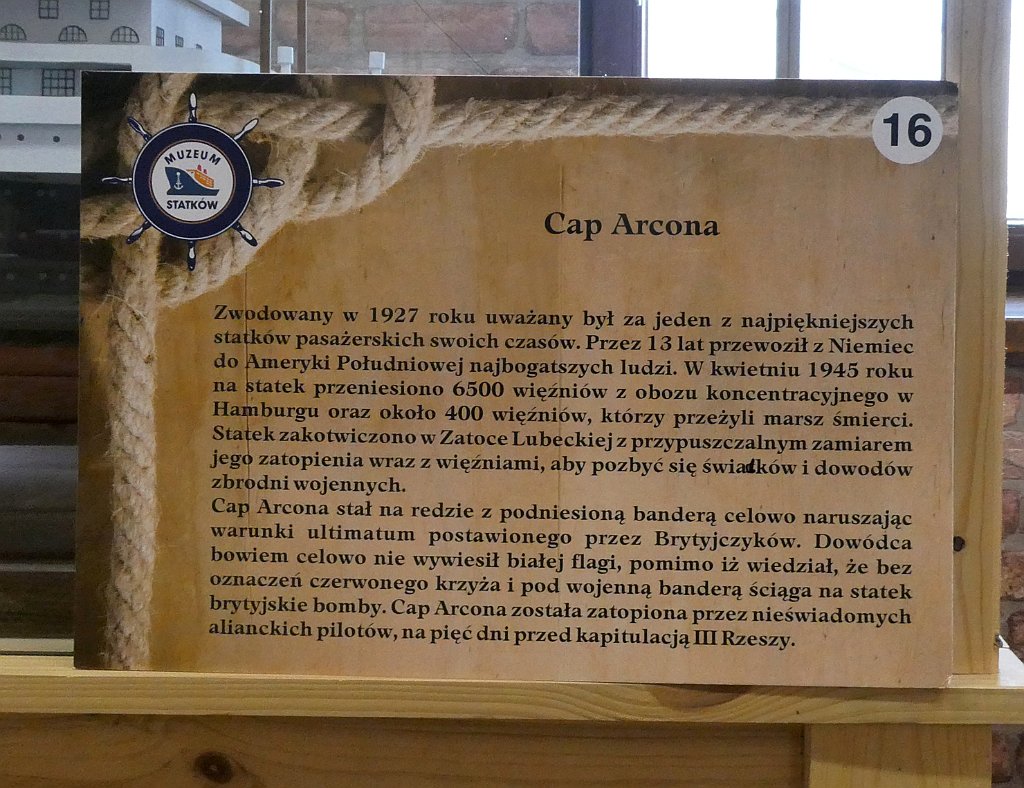 MUZEUM
STATKÓW
16
Cap Arcona
Zwodowany w 1927 roku uważany był za jeden z najpiękniejszych
statków pasażerskich swoich czasów. Przez 13 lat przewoził z Niemiec
do Ameryki Południowej najbogatszych ludzi. W kwietniu 1945 roku
na statek przeniesiono 6500 więźniów z obozu koncentracyjnego w
Hamburgu oraz około 400 więźniów, którzy przeżyli marsz śmierci.
Statek zakotwiczono w Zatoce Lubeckiej z przypuszczalnym zamiarem
jego zatopienia wraz z więźniami, aby pozbyć się świadków i dowodów
zbrodni wojennych.
Cap Arcona stał na redzie z podniesioną banderą celowo naruszając
warunki ultimatum postawionego przez Brytyjczyków. Dowódca
bowiem celowo nie wywiesił białej flagi, pomimo iż wiedział, że bez
oznaczeń czerwonego krzyża i pod wojenną banderą ściąga na statek
brytyjskie bomby. Cap Arcona została zatopiona przez nieświadomych
alianckich pilotów, na pięć dni przed kapitulacją III Rzeszy.